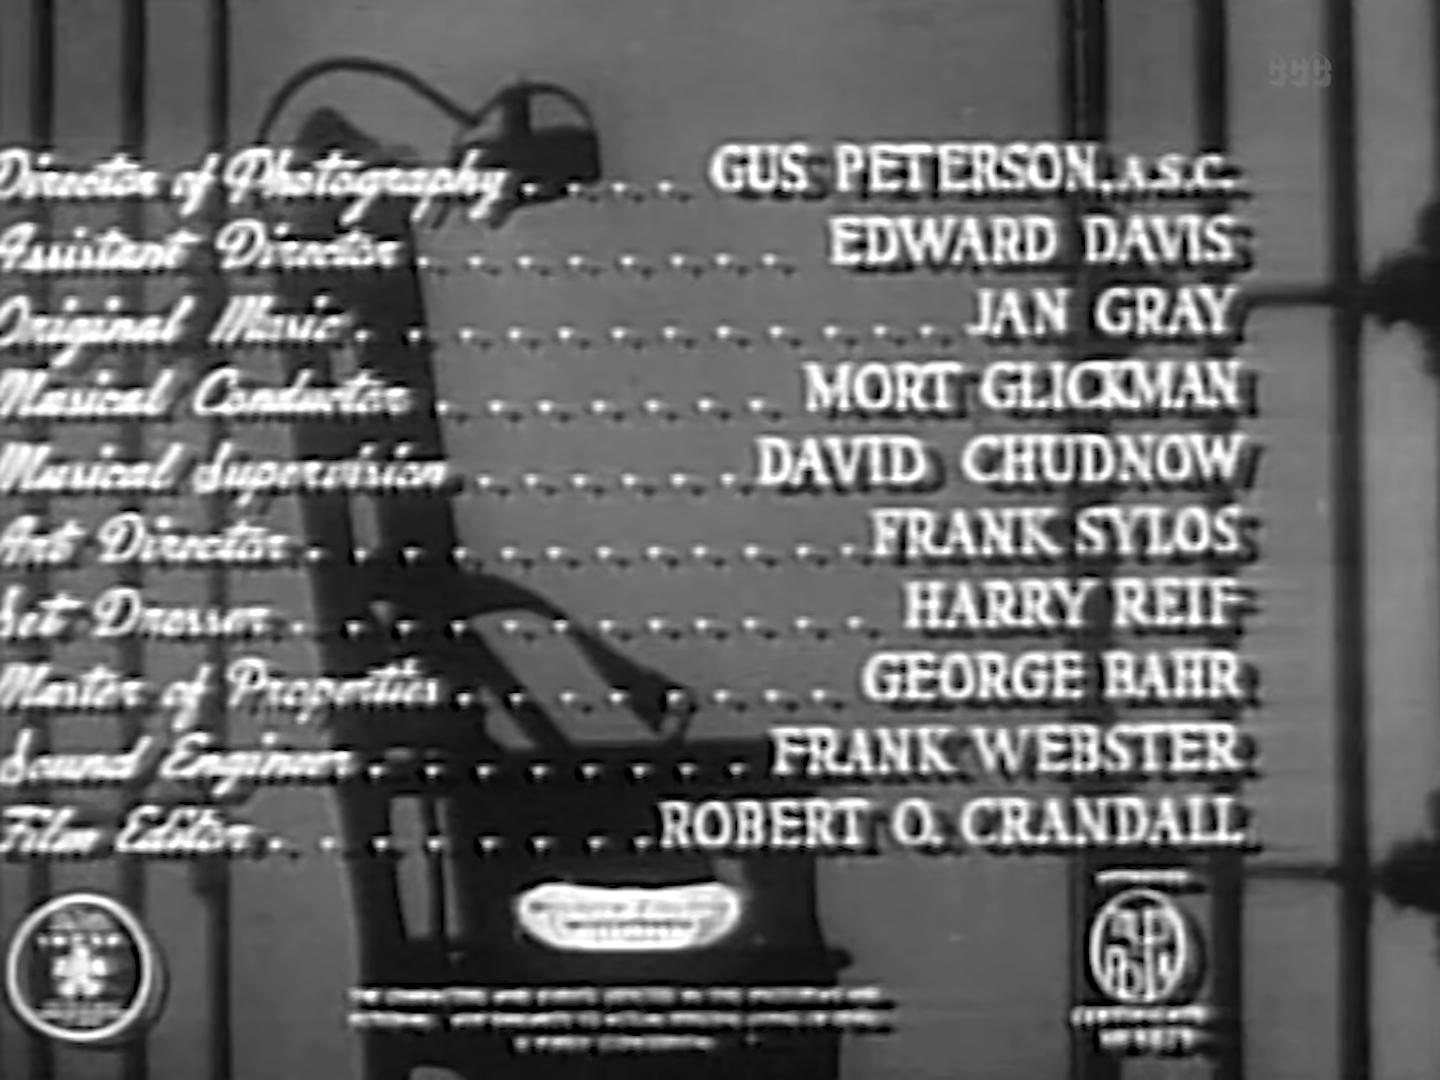 CCC
Director of Photography . . . . GUS PETERSON, A.S.C.
Assistant Director . . . . . . . . EDWARD DAVIS
Original Music . . . . . . . . . . . . JAN GRAY
Musical Conductor . . . . . . . MORT GLICKMAN
Musical Supervision . . . . . . DAVID CHUDNOW
Art Director . . . . . . . . . . . . FRANK SYLOS
Set Dresser . . . . . . . . . . . . HARRY REIF
Master of Properties . . . . . . . . GEORGE BAHR
Sound Engineer . . . . . . . . FRANK WEBSTER
Film Editor . . . . . . . . ROBERT O. CRANDALL
CERTIFICATE